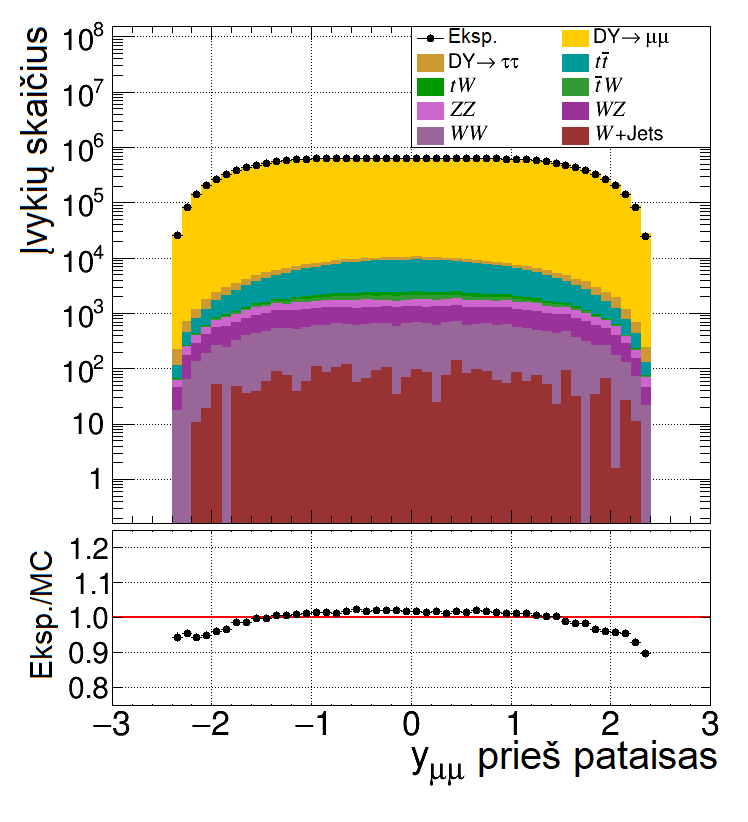 Įvykių skaičius
10⁸
10⁷
10⁶
10⁵
10⁴
10³
10²
10
1
Eksp.
DY→ μμ
DY→ ττ
tt̄
tW
t̄W
ZZ
WZ
WW
W+Jets
Eksp./MC
1.2
1.1
1.0
0.9
0.8
−3 −2 −1 0 1 2 3
yμμ prieš pataisas